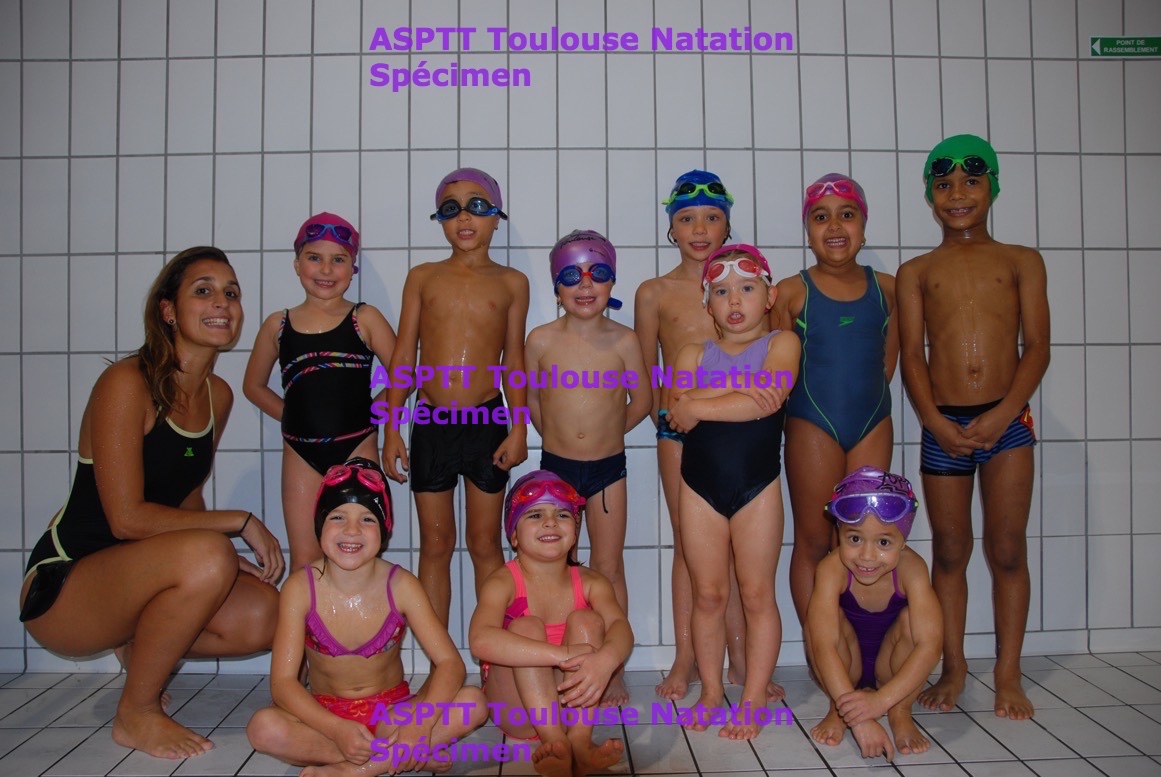 ASPTT Toulouse Natation
Spécimen
POINT DE
RASSEMBLEMENT
ASPTT Toulouse Natation
Spécimen
ASPTT Toulouse Natation
Spécimen